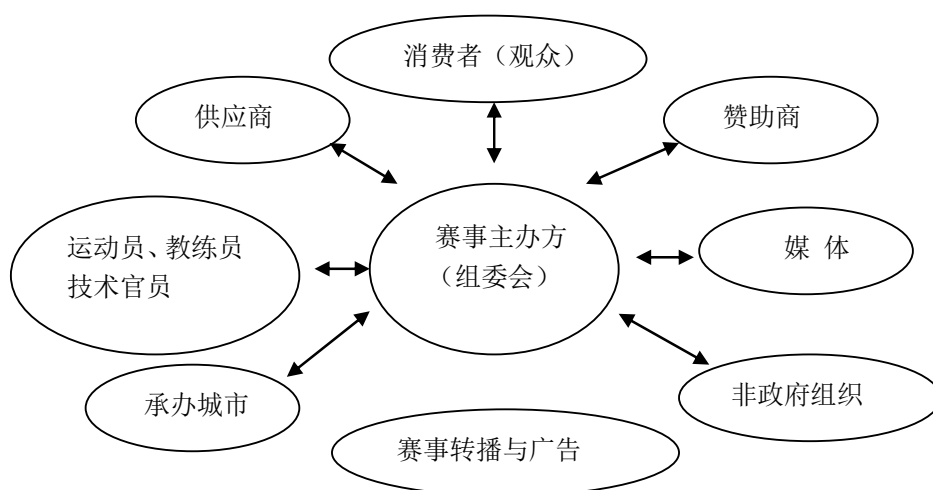 消费者（观众）
供应商
赞助商
运动员、教练员
技术官员
赛事主办方
（组委会）
媒 体
承办城市
非政府组织
赛事转播与广告